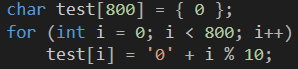 char test[800] = { 0 };
for (int i = 0; i < 800; i++)
    test[i] = '0' + i % 10;